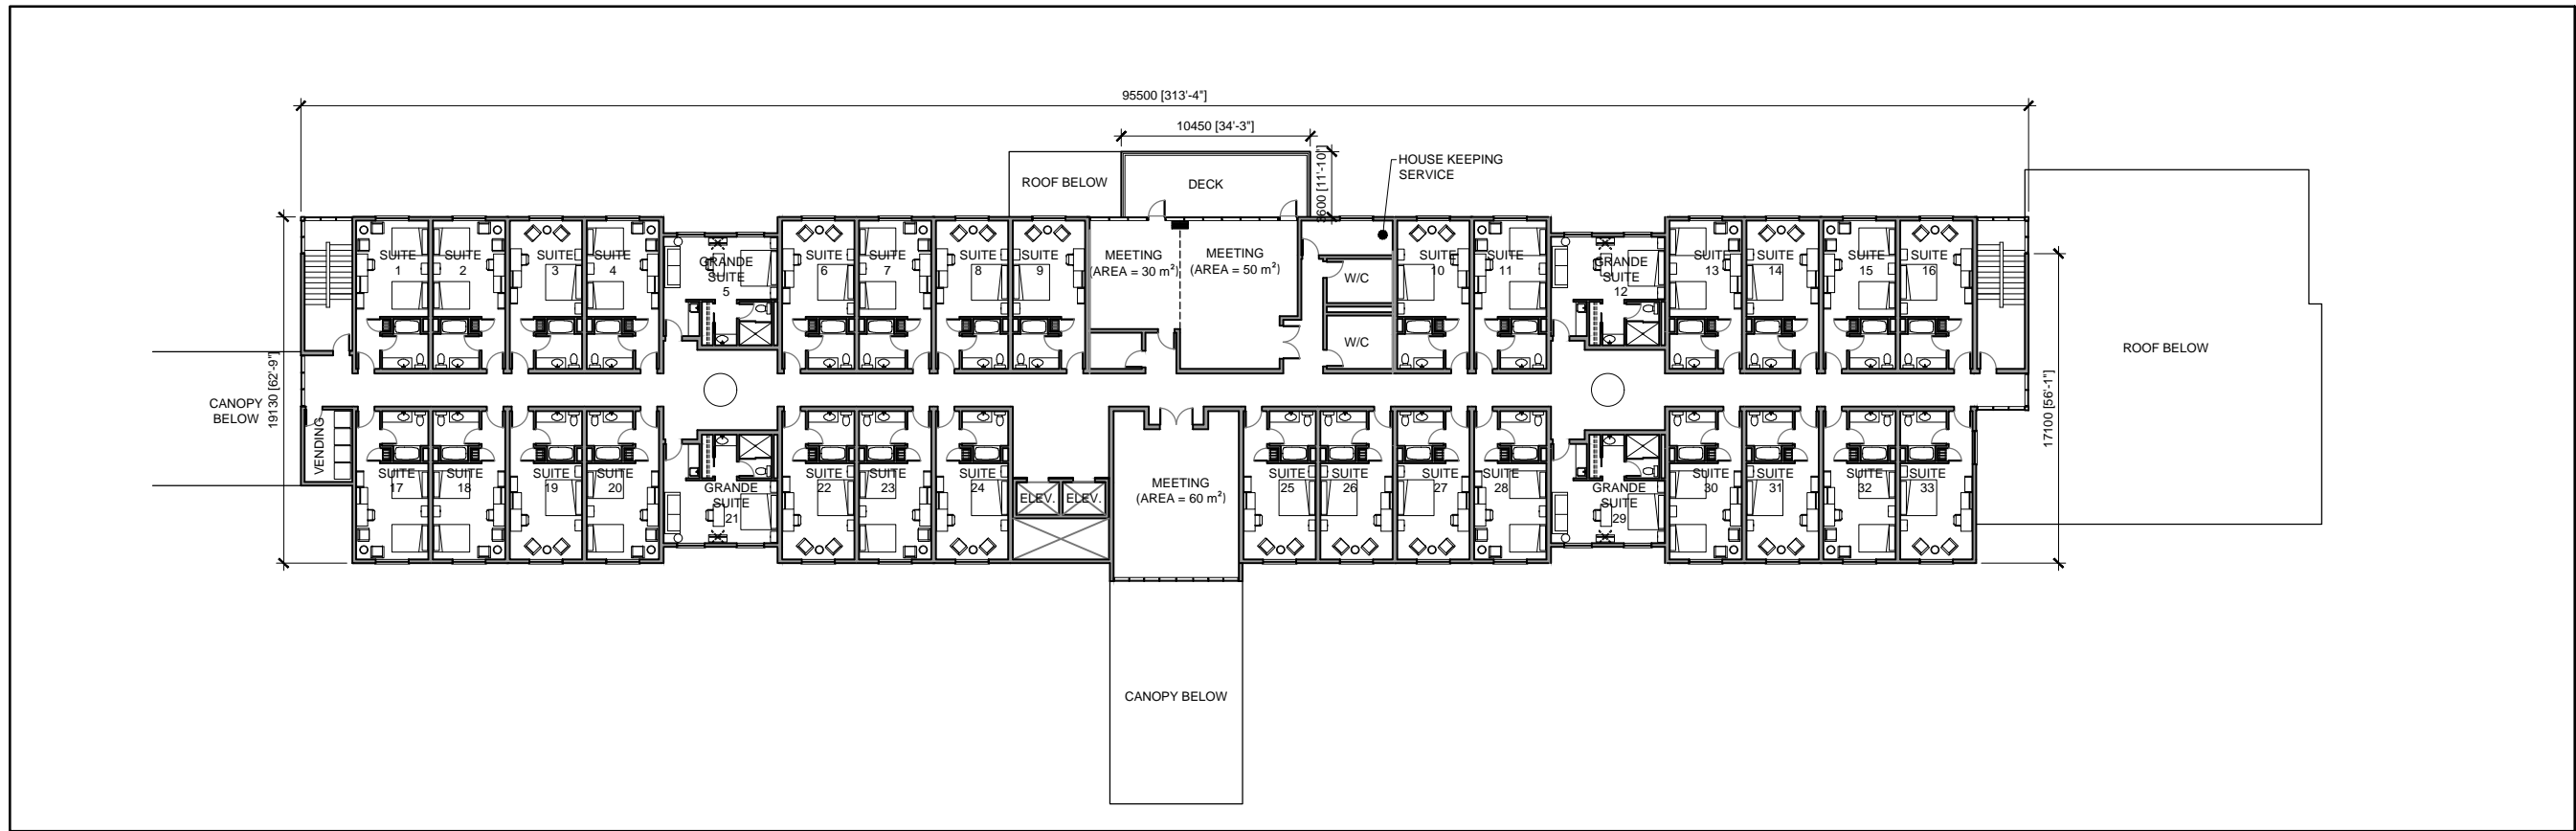 95500 [313'-4"]
10450 [34'-3"]
3600 [11'-10"]
HOUSE KEEPING
SERVICE
ROOF BELOW
DECK
SUITE
1
SUITE
2
SUITE
3
SUITE
4
GRANDE
SUITE
5
SUITE
6
SUITE
7
SUITE
8
SUITE
9
MEETING
(AREA = 30 m²)
MEETING
(AREA = 50 m²)
W/C
W/C
SUITE
10
SUITE
11
GRANDE
SUITE
12
SUITE
13
SUITE
14
SUITE
15
SUITE
16
ROOF BELOW
19130 [62'-9"]
17100 [56'-1"]
CANOPY
BELOW
VENDING
SUITE
17
SUITE
18
SUITE
19
SUITE
20
GRANDE
SUITE
21
SUITE
22
SUITE
23
SUITE
24
ELEV.
ELEV.
MEETING
(AREA = 60 m²)
SUITE
25
SUITE
26
SUITE
27
SUITE
28
GRANDE
SUITE
29
SUITE
30
SUITE
31
SUITE
32
SUITE
33
CANOPY BELOW